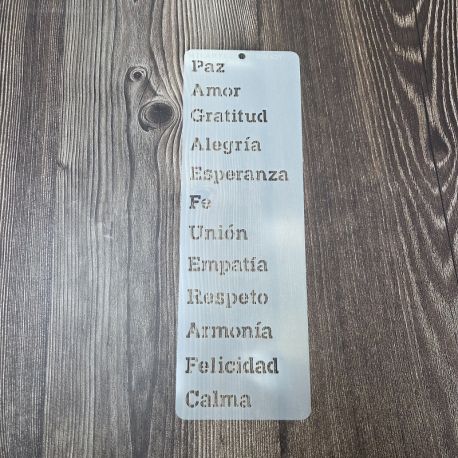 Paz
Amor
Gratitud
Alegría
Esperanza
Fe
Unión
Empatía
Respeto
Armonía
Felicidad
Calma